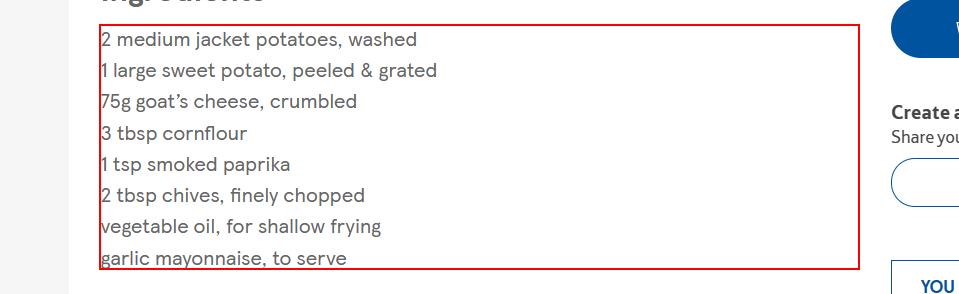 Ingredients
2 medium jacket potatoes, washed
1 large sweet potato, peeled & grated
75g goat's cheese, crumbled
3 tbsp cornflour
1 tsp smoked paprika
2 tbsp chives, finely chopped
vegetable oil, for shallow frying
garlic mayonnaise, to serve
Create a
Share you
YOU